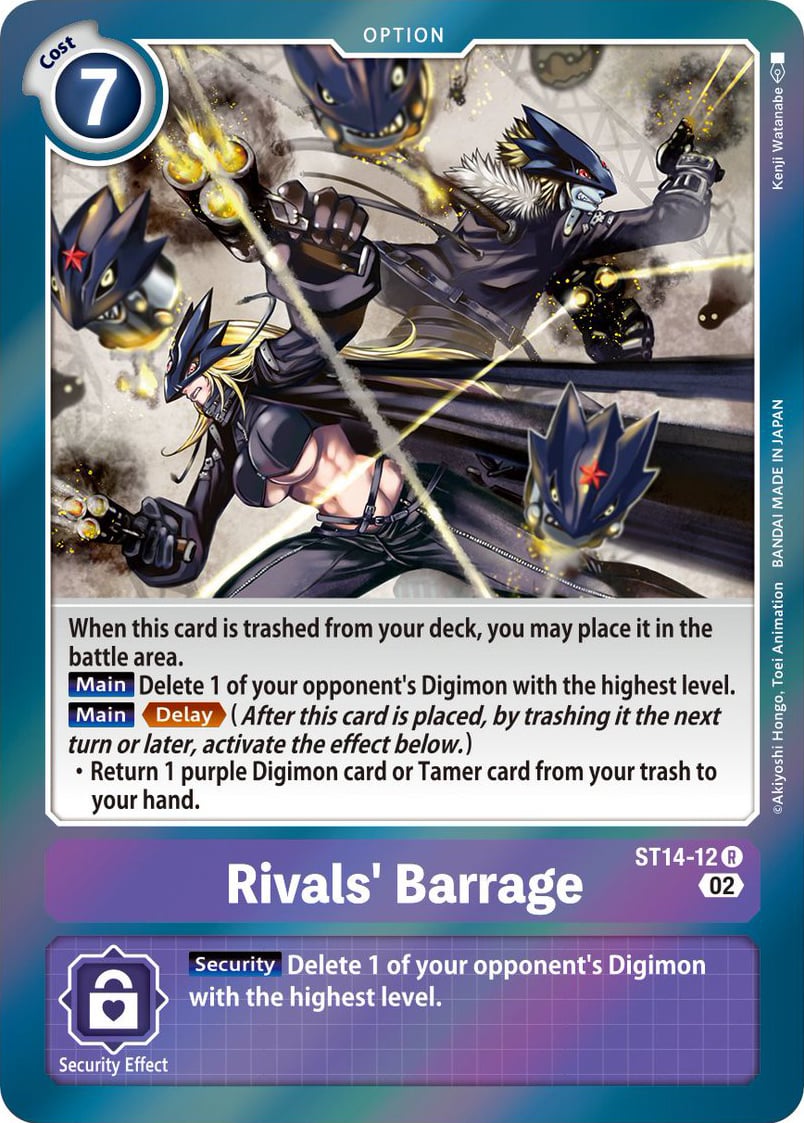 OPTION
Cost
7
Kenji Watanabe
When this card is trashed from your deck, you may place it in the
battle area.
Main Delete 1 of your opponent's Digimon with the highest level.
Main Delay (After this card is placed, by trashing it the next
turn or later, activate the effect below.)
・Return 1 purple Digimon card or Tamer card from your trash to
your hand.
©Akiyoshi Hongo, Toei Animation BANDAI MADE IN JAPAN
ST14-12 R
Rivals' Barrage
02
Security Delete 1 of your opponent's Digimon
with the highest level.
Security Effect